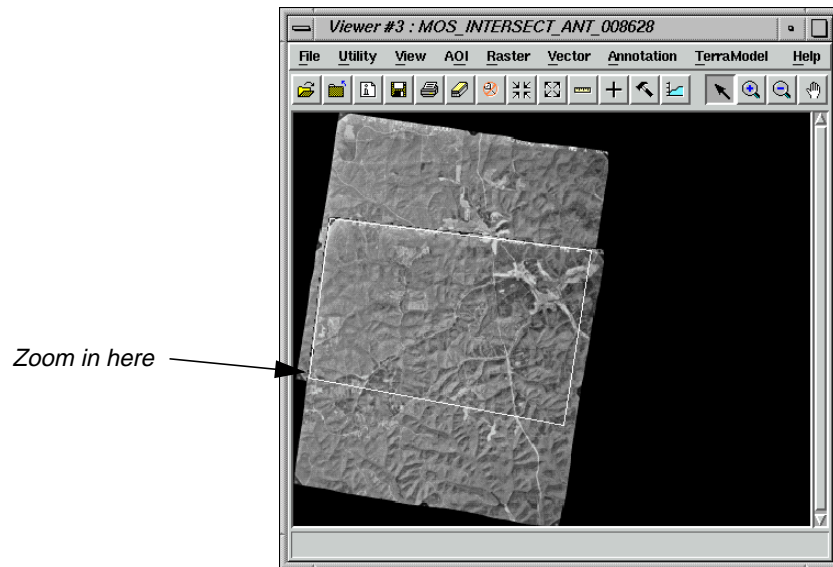 Viewer #3 : MOS_INTERSECT_ANT_008628
File Utility View AOI Raster Vector Annotation TerraModel Help
Zoom in here